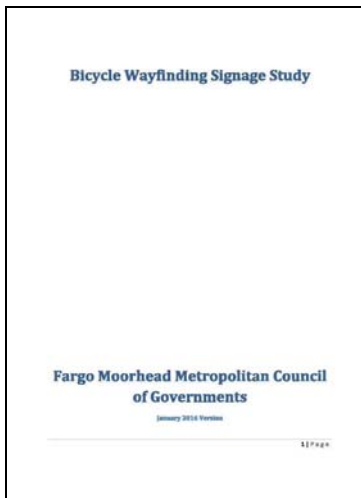 Bicycle Wayfinding Signage Study
Fargo Moorhead Metropolitan Council
of Governments
January 2016 Version
1 | Page